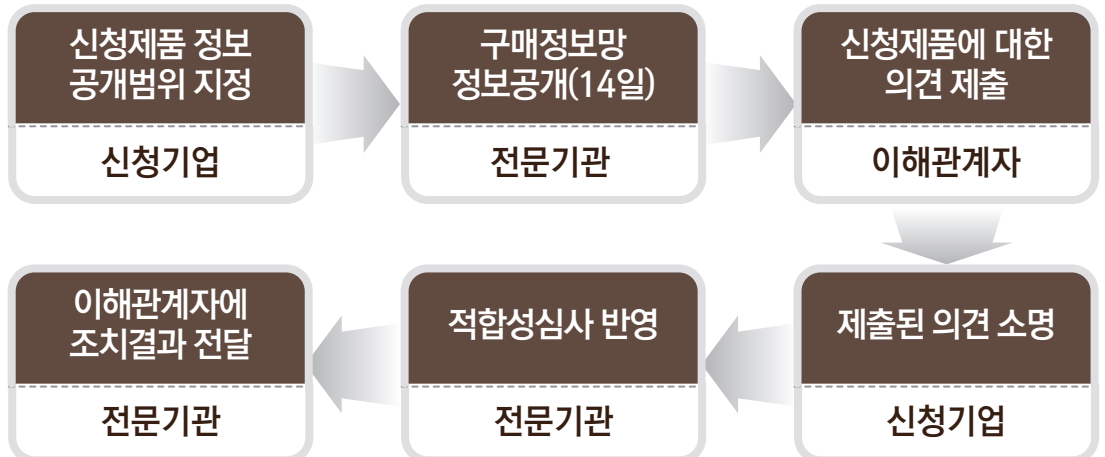 신청제품 정보
공개범위 지정
신청기업
구매정보망
정보공개(14일)
전문기관
신청제품에 대한
의견 제출
이해관계자
제출된 의견 소명
신청기업
적합성심사 반영
전문기관
이해관계자에
조치결과 전달
전문기관